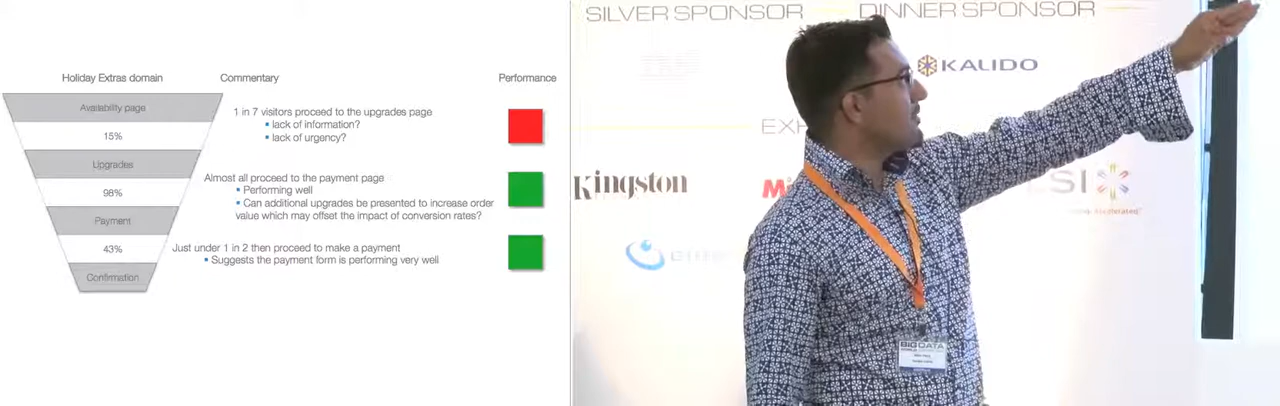 Holiday Extras domain
Commentary
Performance
Availability page
15%
Upgrades
98%
Payment
43%
Confirmation
1 in 7 visitors proceed to the upgrades page
lack of information?
lack of urgency?
Almost all proceed to the payment page
Performing well
Can additional upgrades be presented to increase order
value which may offset the impact of conversion rates?
Just under 1 in 2 then proceed to make a payment
Suggests the payment form is performing very well
SILVER SPONSOR
DINNER SPONSOR
KALIDO
Kingston
BIG DATA